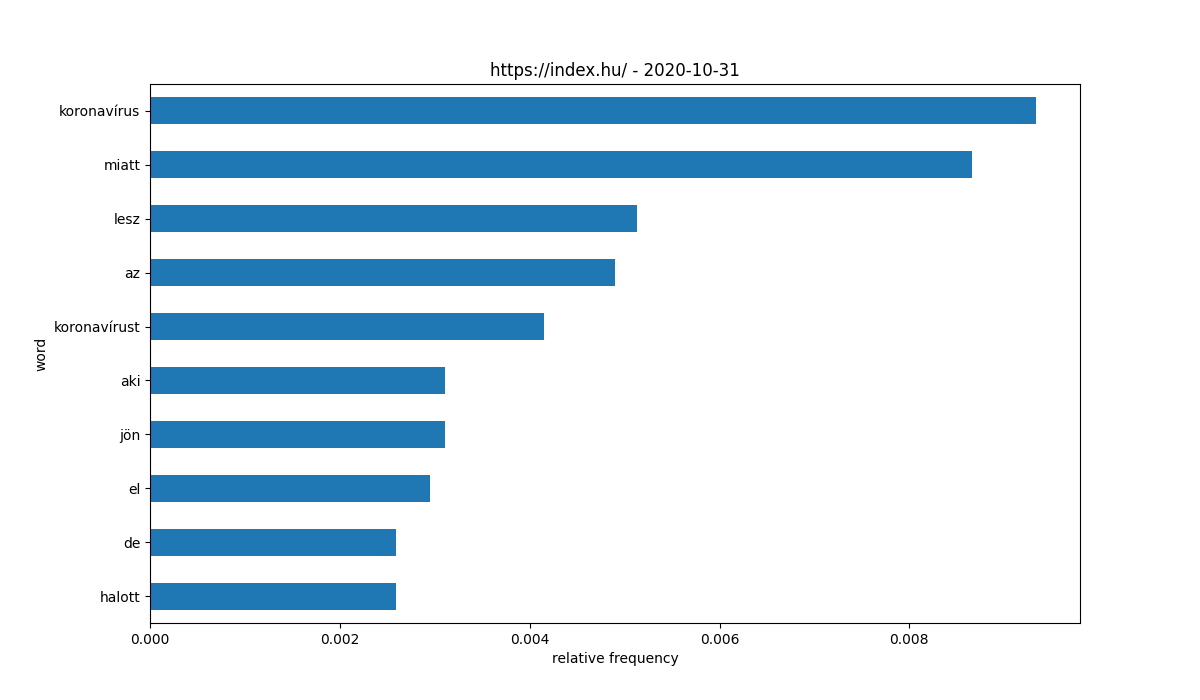 https://index.hu/ - 2020-10-31
koronavírus
miatt
lesz
az
koronavírust
aki
jön
el
de
halott
word
0.000 0.002 0.004 0.006 0.008
relative frequency